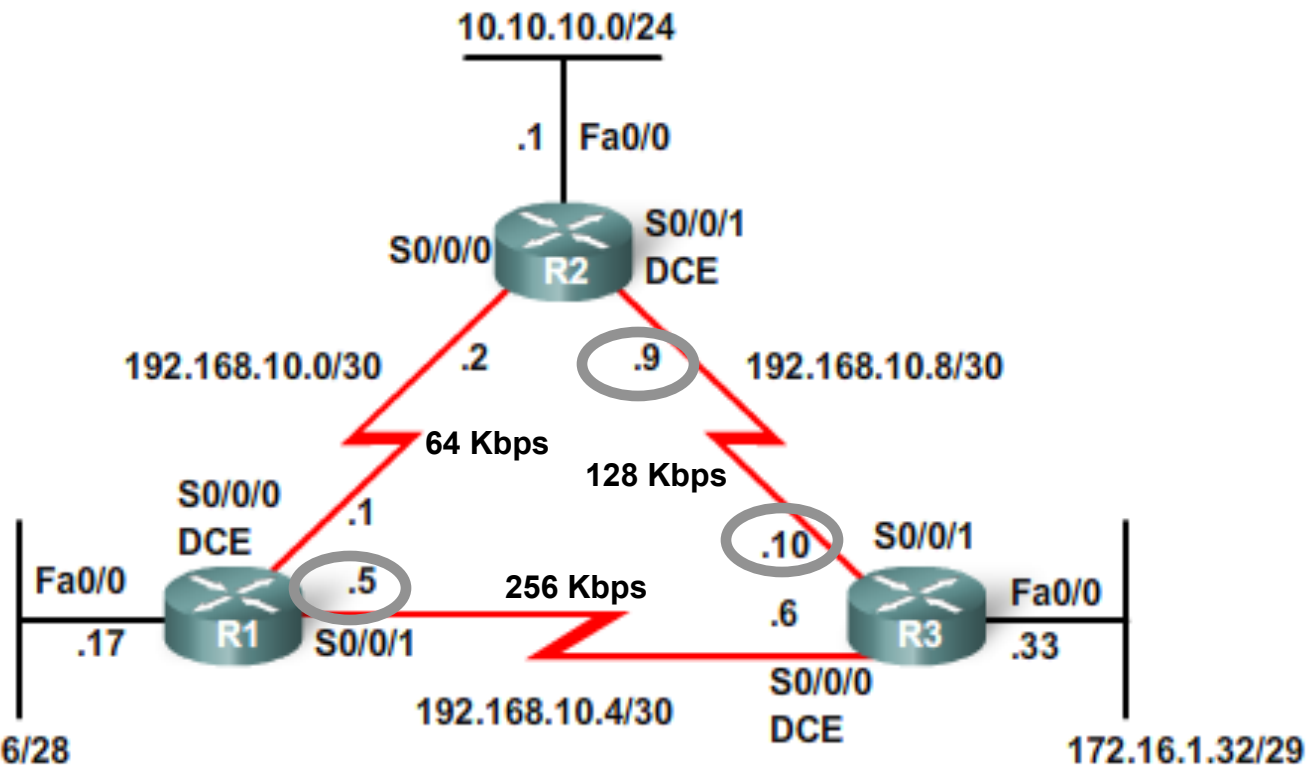 10.10.10.0/24
.1 Fa0/0
S0/0/0
S0/0/1
DCE
R2
192.168.10.0/30
.2
.9
192.168.10.8/30
64 Kbps
128 Kbps
S0/0/0
DCE
.1
.10
S0/0/1
Fa0/0
.17
R1
.5
S0/0/1
256 Kbps
.6
R3
Fa0/0
.33
192.168.10.4/30
S0/0/0
DCE
6/28
172.16.1.32/29